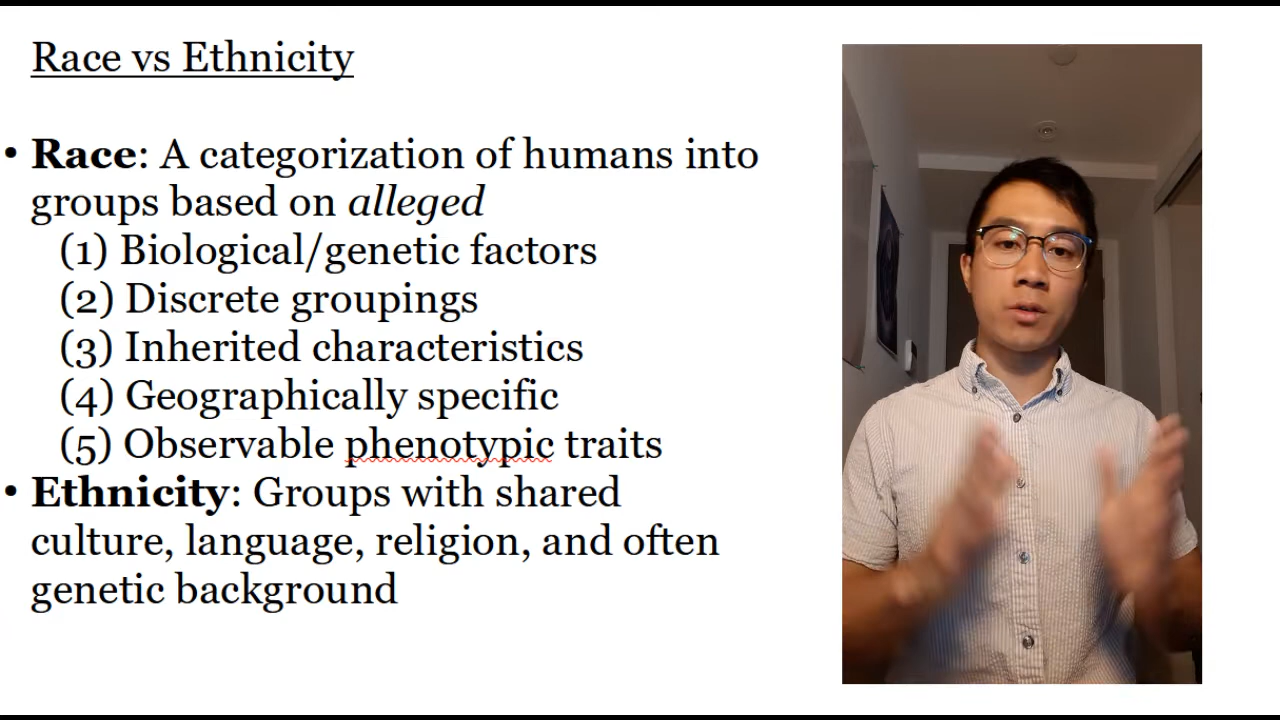 Race vs Ethnicity
• Race: A categorization of humans into
groups based on alleged
(1) Biological/genetic factors
(2) Discrete groupings
(3) Inherited characteristics
(4) Geographically specific
(5) Observable phenotypic traits
• Ethnicity: Groups with shared
culture, language, religion, and often
genetic background